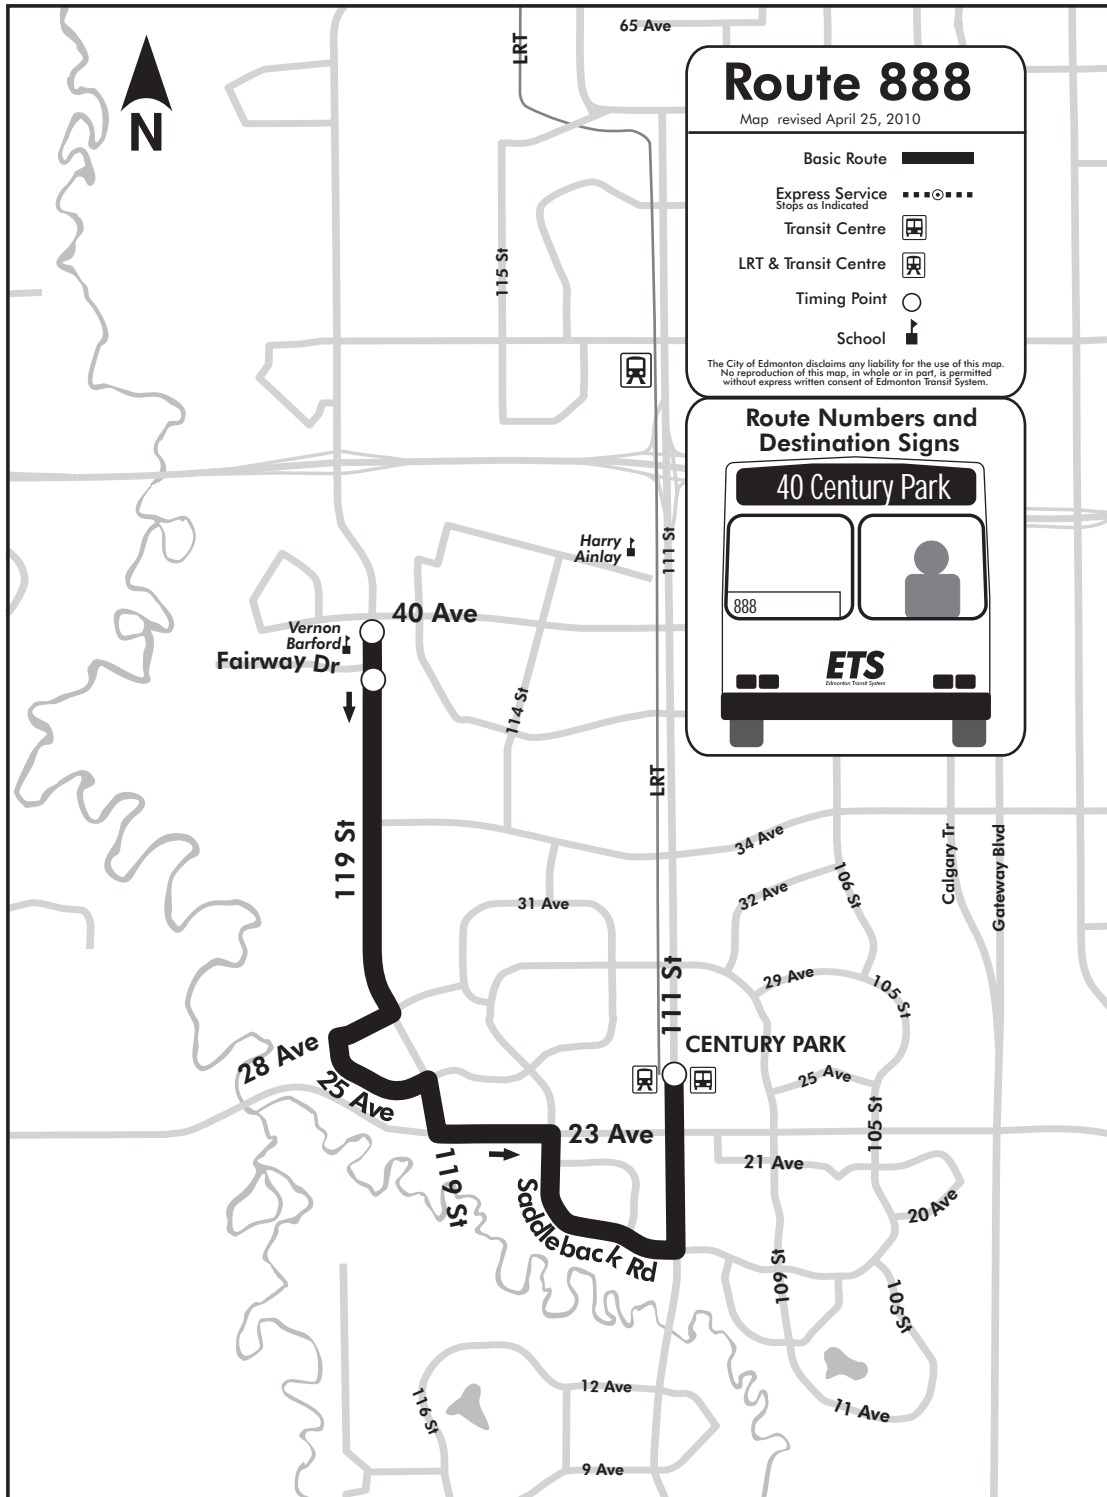 65 Ave
LRT
N
Route 888
Map revised April 25, 2010
Basic Route
Express Service
Stops as Indicated
Transit Centre
LRT & Transit Centre
Timing Point
School
The City of Edmonton disclaims any liability for the use of this map.
No reproduction of this map, in whole or in part, is permitted
without express written consent of Edmonton Transit System.
115 St
Route Numbers and
Destination Signs
40 Century Park
888
ETS
Edmonton Transit System
Harry
Ainlay
111 St
40 Ave
Vernon
Barford
Fairway Dr
114 St
LRT
119 St
34 Ave
32 Ave
106 St
Calgary Tr
Gateway Blvd
31 Ave
111 St
29 Ave
105 St
CENTURY PARK
28 Ave
25 Ave
25 Ave
105 St
23 Ave
119 St
21 Ave
20 Ave
Saddleback Rd
109 St
105 St
12 Ave
116 St
11 Ave
9 Ave